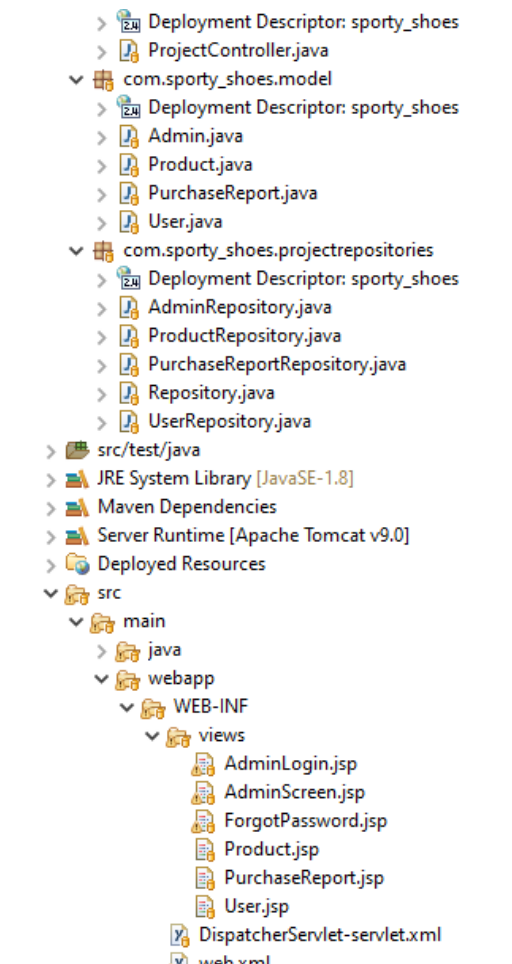 Deployment Descriptor: sporty_shoes
ProjectController.java
com.sporty_shoes.model
Deployment Descriptor: sporty_shoes
Admin.java
Product.java
PurchaseReport.java
User.java
com.sporty_shoes.projectrepositories
Deployment Descriptor: sporty_shoes
AdminRepository.java
ProductRepository.java
PurchaseReportRepository.java
Repository.java
UserRepository.java
src/test/java
JRE System Library [JavaSE-1.8]
Maven Dependencies
Server Runtime [Apache Tomcat v9.0]
Deployed Resources
src
main
java
webapp
WEB-INF
views
AdminLogin.jsp
AdminScreen.jsp
ForgotPassword.jsp
Product.jsp
PurchaseReport.jsp
User.jsp
DispatcherServlet-servlet.xml
web.xml